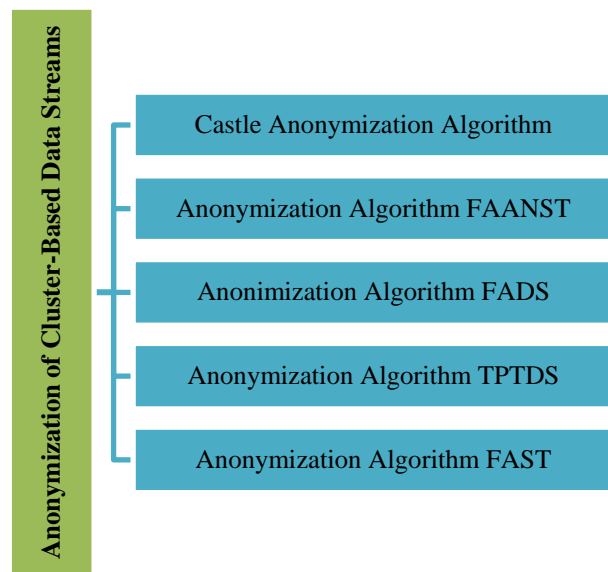 Anonymization of Cluster-Based Data Streams
Castle Anonymization Algorithm
Anonymization Algorithm FAANST
Anonimization Algorithm FADS
Anonymization Algorithm TPTDS
Anonymization Algorithm FAST